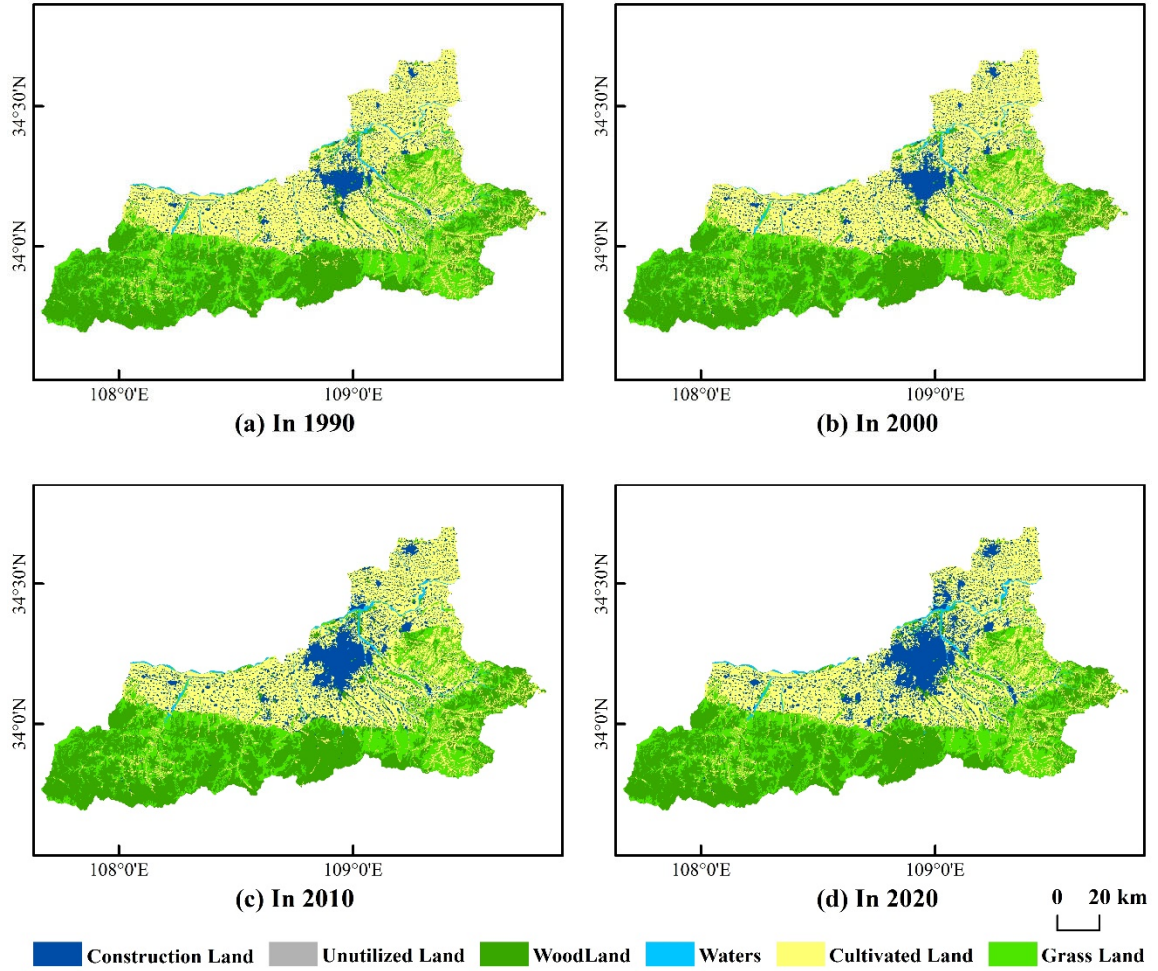 34°30'N
34°0'N
108°0'E
109°0'E
(a) In 1990
34°30'N
34°0'N
108°0'E
109°0'E
(b) In 2000
34°30'N
34°0'N
108°0'E
109°0'E
(c) In 2010
34°30'N
34°0'N
108°0'E
109°0'E
(d) In 2020
0 20 km
Construction Land Unutilized Land WoodLand Waters Cultivated Land Grass Land